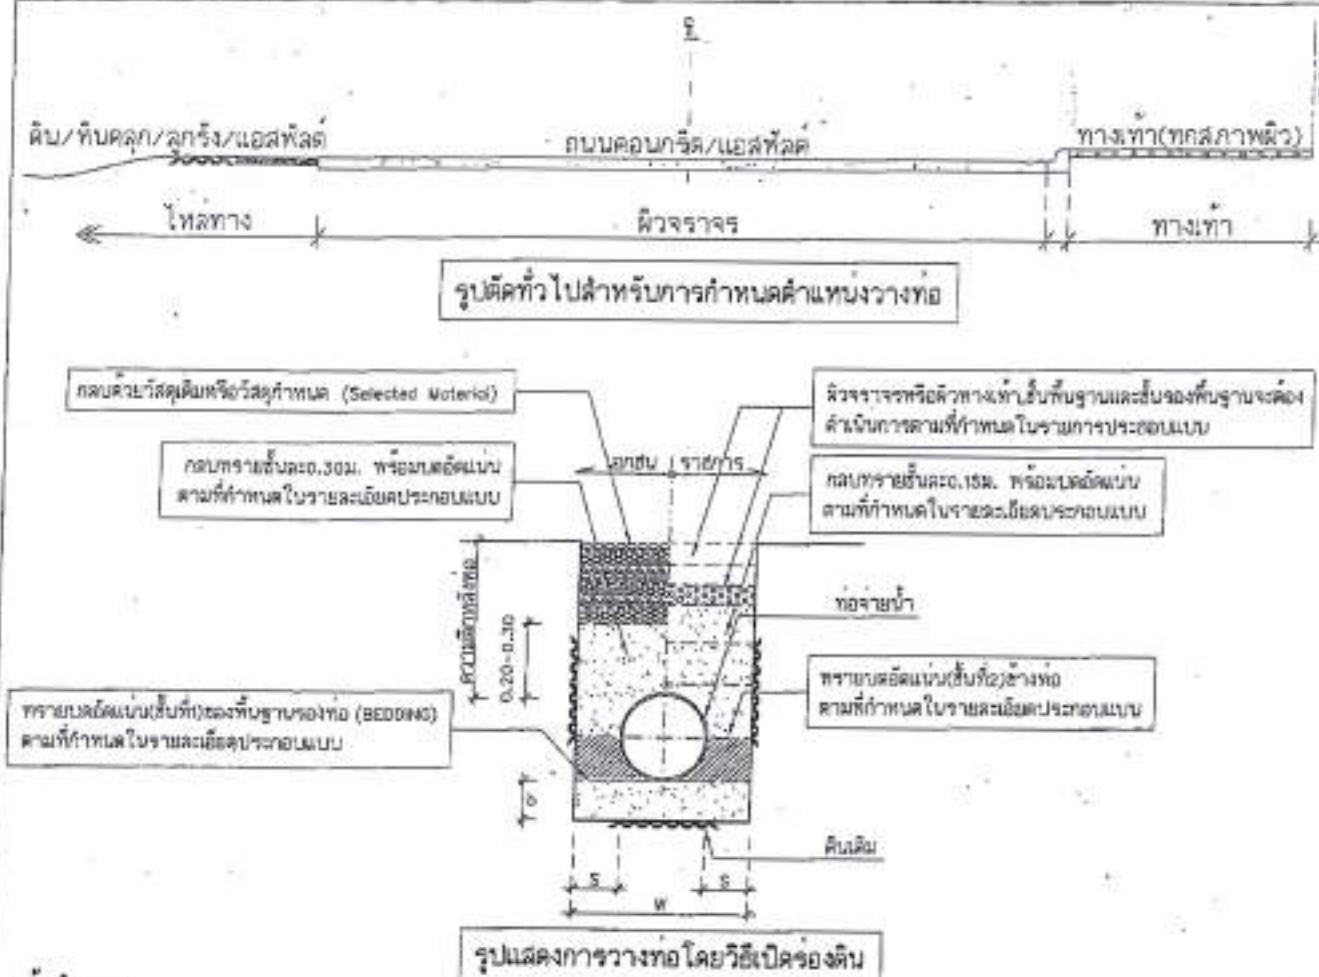 ดิน/หินคลุก/ลูกรัง/แอสฟัลต์
ถนนคอนกรีต/แอสฟัลต์
ทางเท้า(ทุกสภาพผิว)
ไหล่ทาง
ผิวจราจร
ทางเท้า
รูปตัดทั่วไปสำหรับการกำหนดตำแหน่งวางท่อ
กลบด้วยวัสดุเดิมหรือวัสดุกำหนด (Selected Material)
ผิวจราจรหรือผิวทางเท้า,ชั้นพื้นฐานและชั้นรองพื้นฐานจะต้อง
ดำเนินการตามที่กำหนดในรายการประกอบแบบ
เอกชน
ราชการ
กลบทรายชั้นละ0.30ม. พร้อมบดอัดแน่น
ตามที่กำหนดในรายละเอียดประกอบแบบ
กลบทรายชั้นละ0.15ม. พร้อมบดอัดแน่น
ตามที่กำหนดในรายละเอียดประกอบแบบ
ความลึกหลังท่อ
0.20-0.30
ท่อจ่ายน้ำ
ทรายบดอัดแน่น(ชั้นที่2)ข้างท่อ
ตามที่กำหนดในรายละเอียดประกอบแบบ
ทรายบดอัดแน่น(ชั้นที่1)ของพื้นฐานรองท่อ (BEDDING)
ตามที่กำหนดในรายละเอียดประกอบแบบ
ดินเดิม
S
S
W
รูปแสดงการวางท่อโดยวิธีเปิดร่องดิน